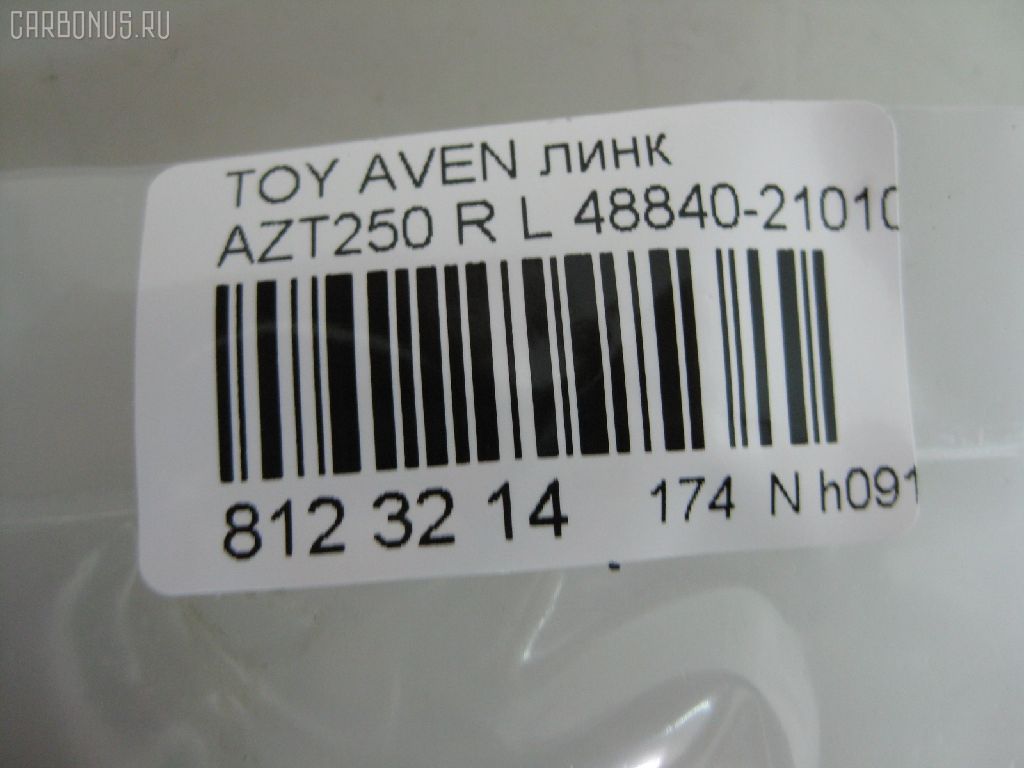 CARBONUS.RU
TOY AVEN линк
AZT250 R L 48840-21010
812 32 14 174 N h091